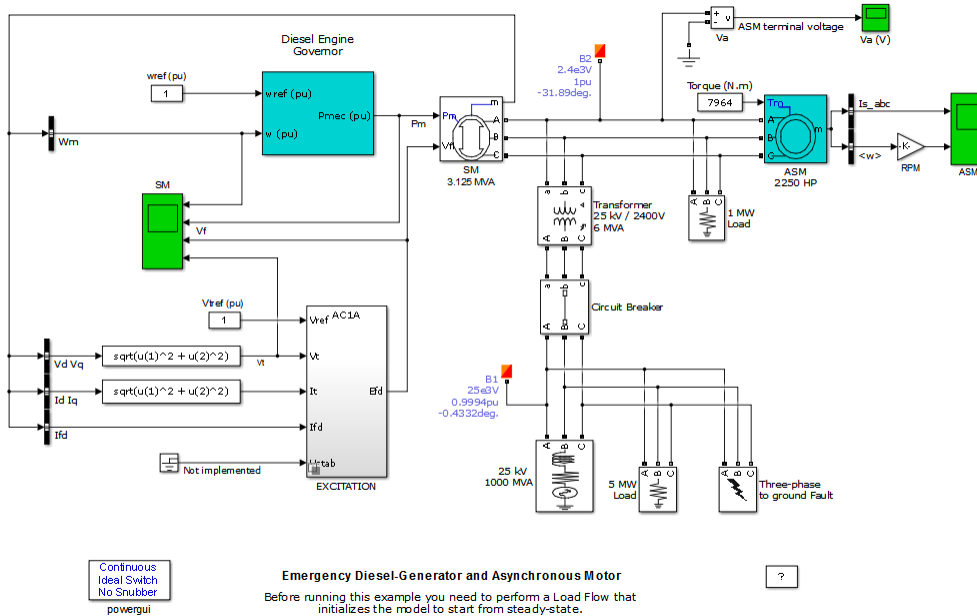 Diesel Engine
Governor
wref (pu)
1
wref (pu)
w (pu)
Pmec (pu)
Wm
Pm
SM
Vf
Pm
Vf
m
A
B
C
SM
3.125 MVA
B2
2.4e3V
1pu
-31.89deg.
+
-
v
Va
ASM terminal voltage
Va (V)
Torque (N.m)
7964
Trq
A
B
C
m
ASM
2250 HP
Is_abc
<w>
-K-
RPM
ASM
a
b
c
A
B
C
Transformer
25 kV / 2400V
6 MVA
A
B
C
1 MW
Load
a
b
c
A
B
C
Circuit Breaker
Vtref (pu)
1
Vref
AC1A
Vt
It
Ifd
Efd
EXCITATION
Vd Vq
sqrt(u(1)^2 + u(2)^2)
Vt
Id Iq
sqrt(u(1)^2 + u(2)^2)
Ifd
Not implemented
B1
25e3V
0.9994pu
-0.4332deg.
A
B
C
25 kV
1000 MVA
A
B
C
5 MW
Load
A
B
C
Three-phase
to ground Fault
Continuous
Ideal Switch
No Snubber
powergui
Emergency Diesel-Generator and Asynchronous Motor
Before running this example you need to perform a Load Flow that
initializes the model to start from steady-state.
?